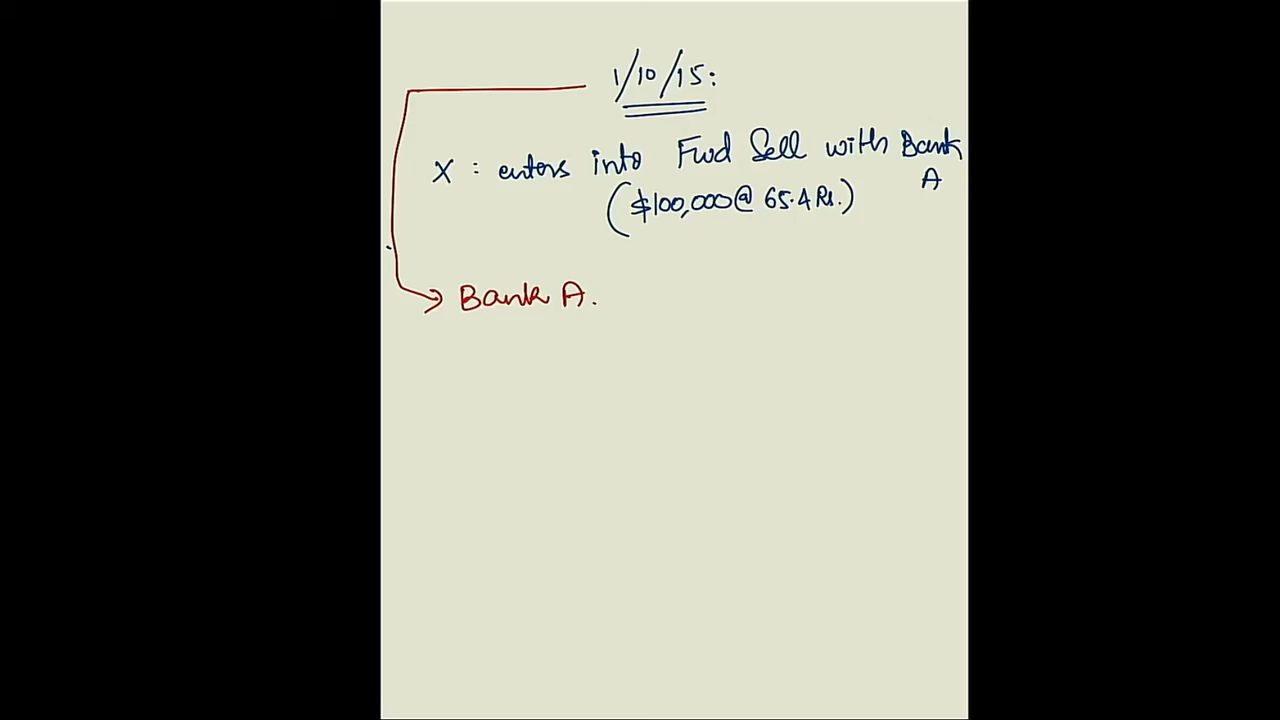 1/10/15:
X : enters into Fwd Sell with Bank A
($100,000 @ 65.4 Rs.)
→ Bank A.